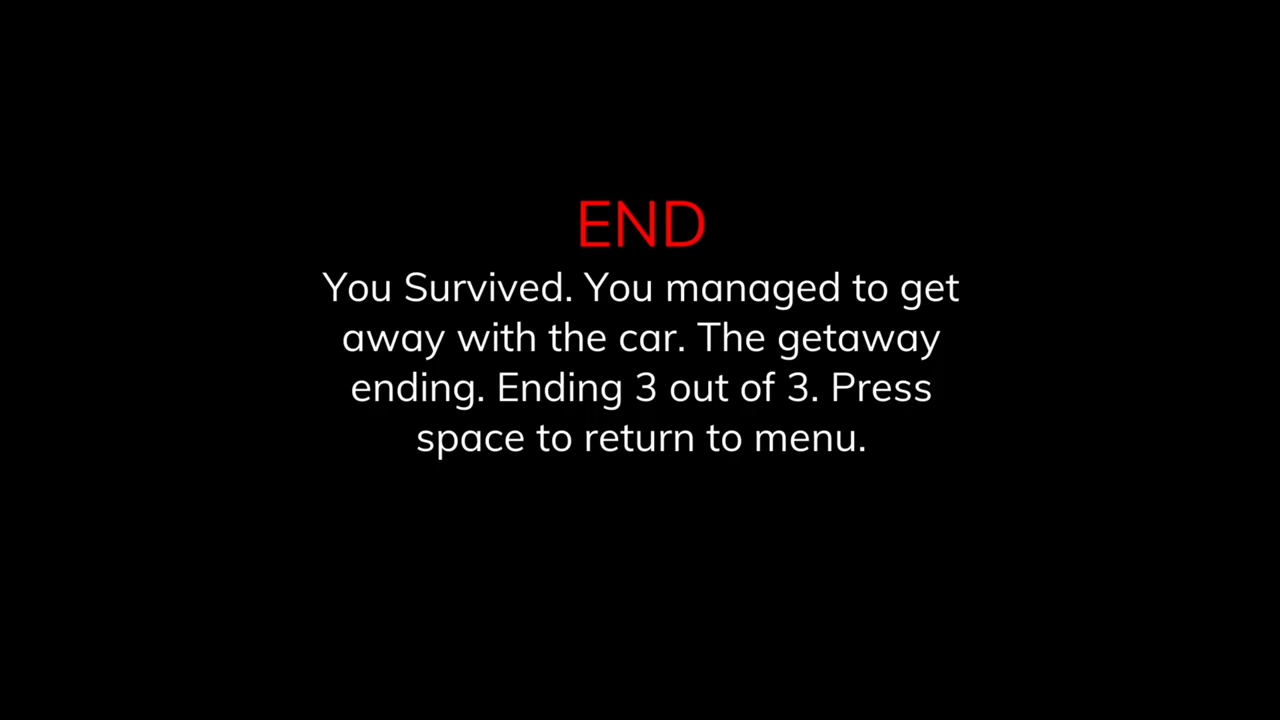 END
You Survived. You managed to get
away with the car. The getaway
ending. Ending 3 out of 3. Press
space to return to menu.